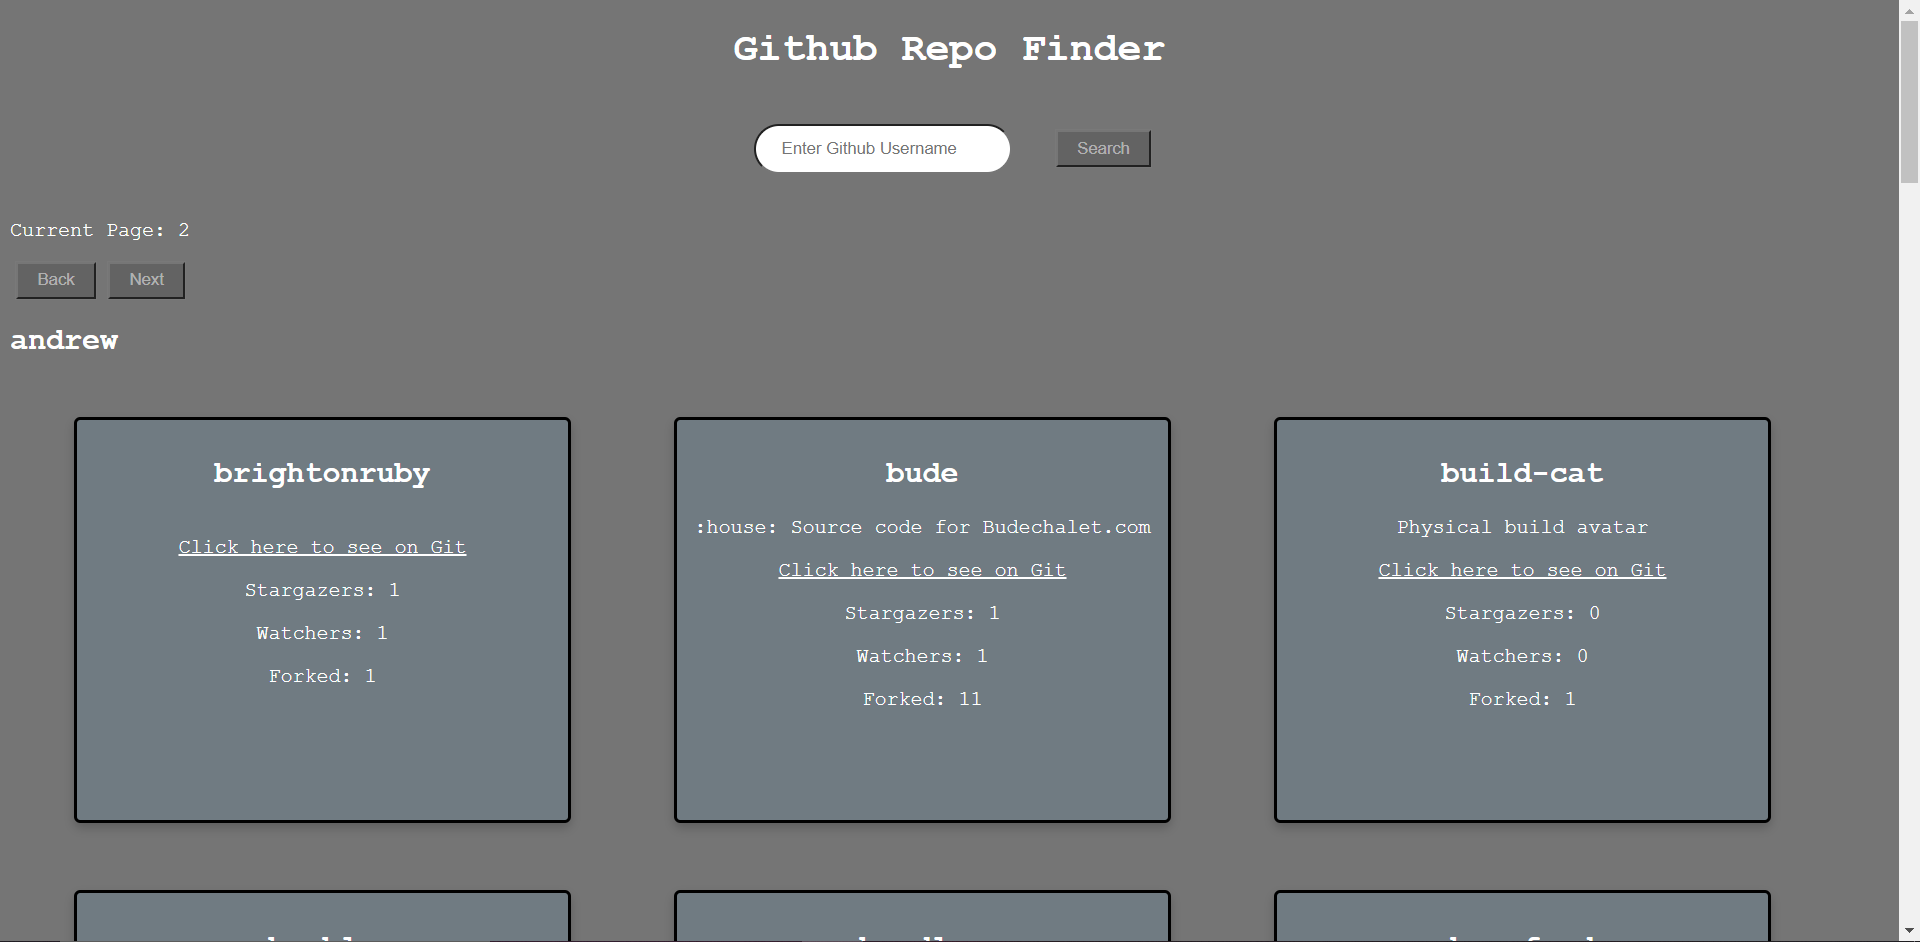 Github Repo Finder
Enter Github Username
Search
Current Page: 2
Back Next
andrew
brightonruby
Click here to see on Git
Stargazers: 1
Watchers: 1
Forked: 1
bude
:house: Source code for Budechalet.com
Click here to see on Git
Stargazers: 1
Watchers: 1
Forked: 11
build-cat
Physical build avatar
Click here to see on Git
Stargazers: 0
Watchers: 0
Forked: 1